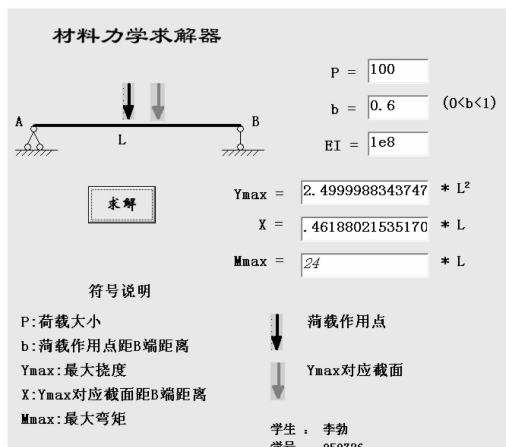 材料力学求解器
P = 100
b = 0.6 (0<b<1)
EI = 1e8
A B
L
求解
Ymax = 2.4999988343747 * L²
X = .46188021535170 * L
Mmax = 24 * L
符号说明
P:荷载大小
b:荷载作用点距B端距离
Ymax:最大挠度
X:Ymax对应截面距B端距离
Mmax:最大弯矩
荷载作用点
Ymax对应截面
学生 : 李勃